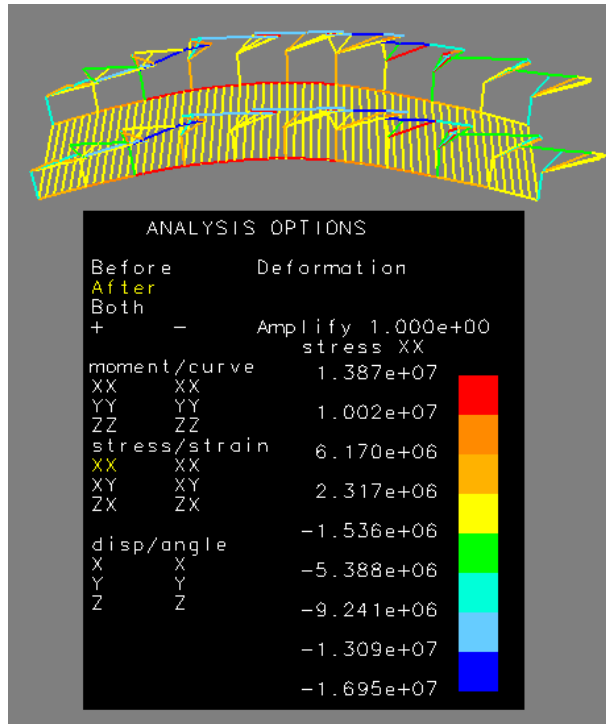 ANALYSIS OPTIONS
Before Deformation
After
Both
+ - Amplify 1.000e+00
stress XX
moment/curve 1.387e+07
XX XX
YY YY 1.002e+07
ZZ ZZ
stress/strain 6.170e+06
XX XX
XY XY 2.317e+06
Zx Zx
-1.536e+06
disp/angle
X X -5.388e+06
Y Y
Z Z -9.241e+06
-1.309e+07
-1.695e+07